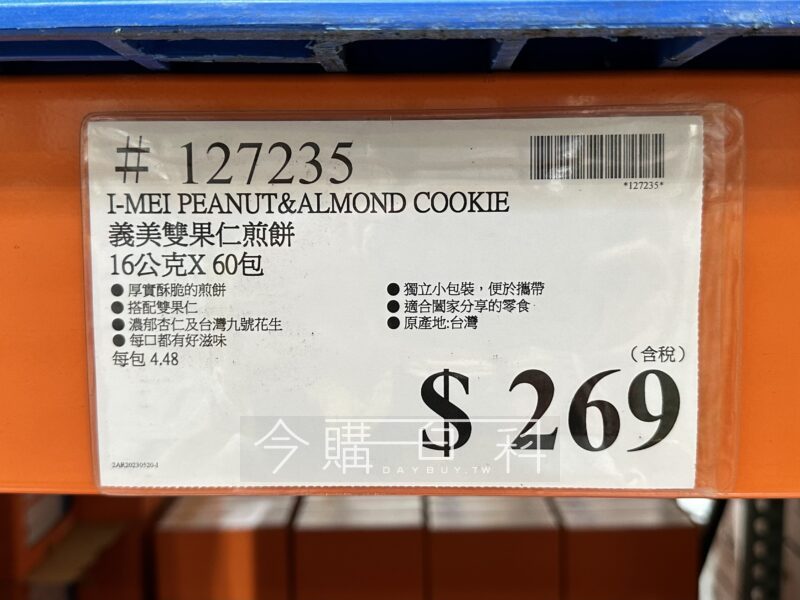 # 127235
*127235*
I-MEI PEANUT&ALMOND COOKIE
義美雙果仁煎餅
16公克X 60包
● 厚實酥脆的煎餅
● 搭配雙果仁
● 濃郁杏仁及台灣九號花生
● 每口都有好滋味
每包 4.48
● 獨立小包裝，便於攜帶
● 適合闔家分享的零食
● 原產地:台灣
（含稅）
$ 269
今購百科
DAYBUY.TW
2AR20230520-1